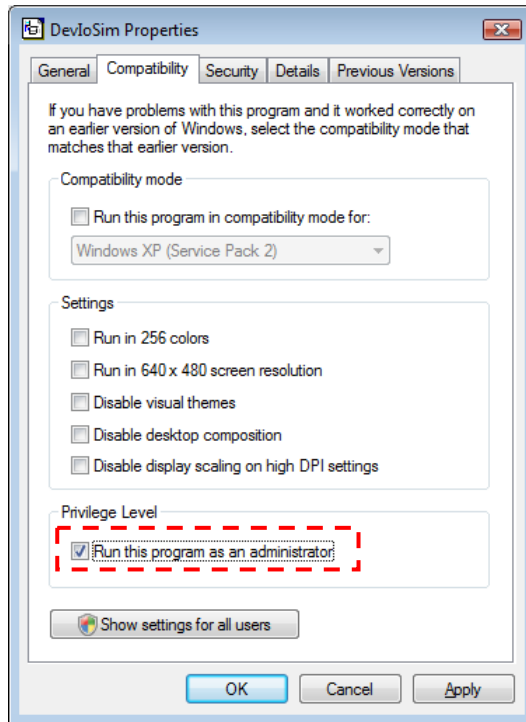 DevIoSim Properties
General Compatibility Security Details Previous Versions
If you have problems with this program and it worked correctly on
an earlier version of Windows, select the compatibility mode that
matches that earlier version.
Compatibility mode
Run this program in compatibility mode for:
Windows XP (Service Pack 2)
Settings
Run in 256 colors
Run in 640 x 480 screen resolution
Disable visual themes
Disable desktop composition
Disable display scaling on high DPI settings
Privilege Level
Run this program as an administrator
Show settings for all users
OK Cancel Apply